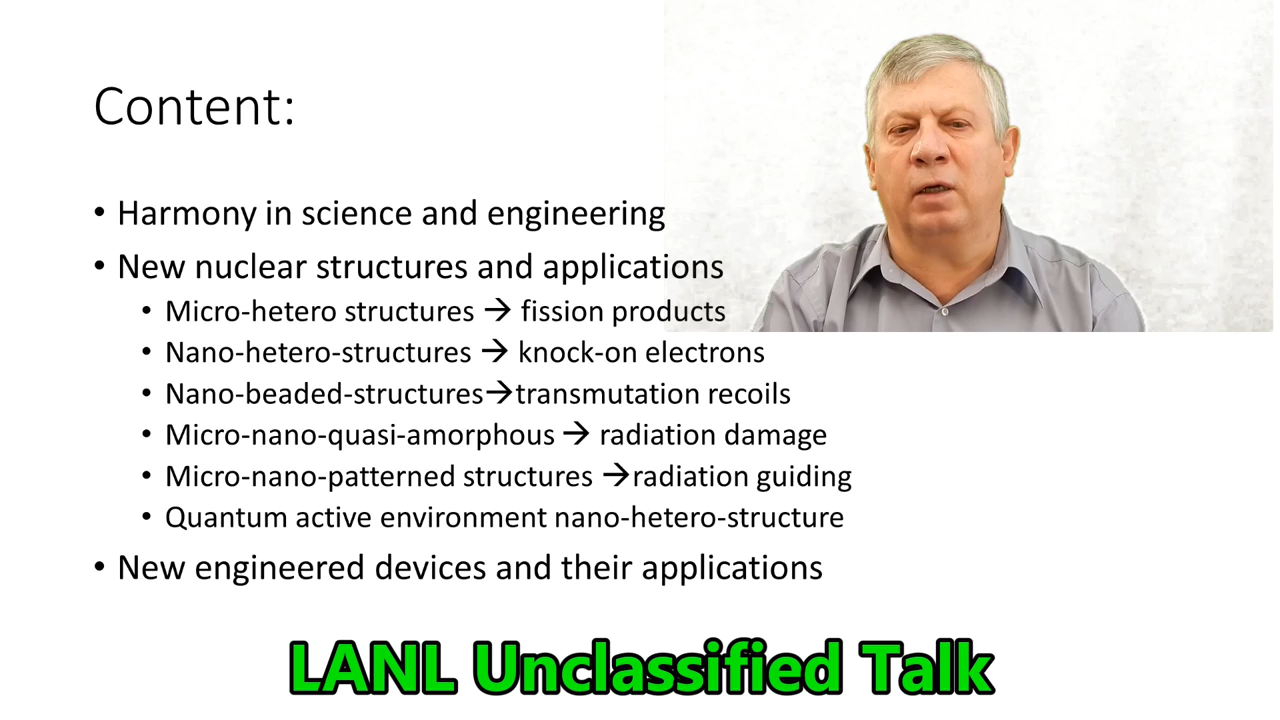 Content:
• Harmony in science and engineering
• New nuclear structures and applications
• Micro-hetero structures → fission products
• Nano-hetero-structures → knock-on electrons
• Nano-beaded-structures→transmutation recoils
• Micro-nano-quasi-amorphous → radiation damage
• Micro-nano-patterned structures →radiation guiding
• Quantum active environment nano-hetero-structure
• New engineered devices and their applications
LANL Unclassified Talk